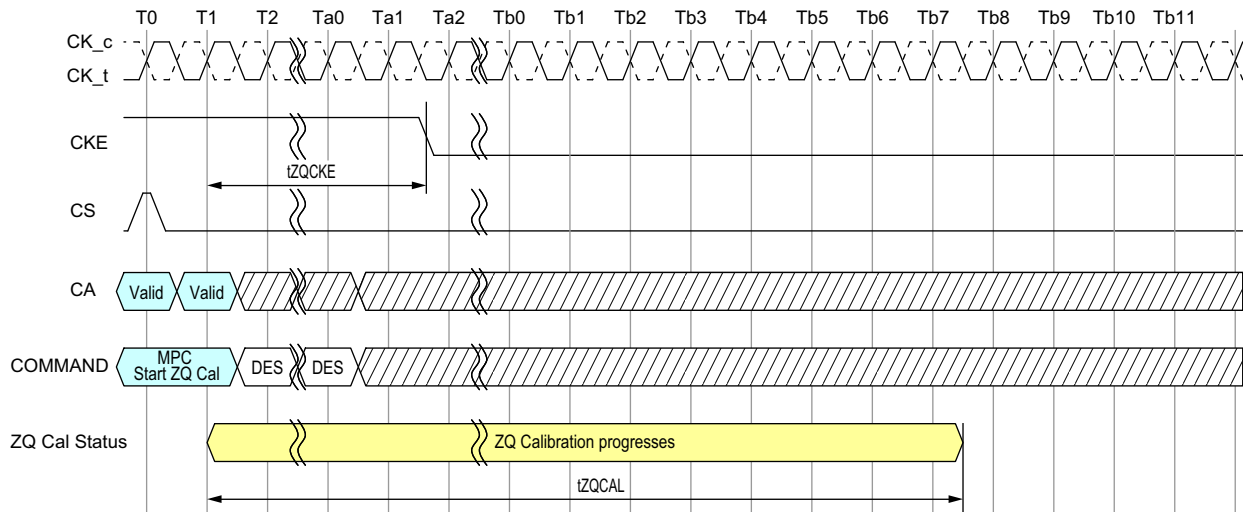 T0 T1 T2 Ta0 Ta1 Ta2 Tb0 Tb1 Tb2 Tb3 Tb4 Tb5 Tb6 Tb7 Tb8 Tb9 Tb10 Tb11
CK_c
CK_t
CKE
tZQCKE
CS
CA Valid Valid
COMMAND MPC
Start ZQ Cal DES DES
ZQ Cal Status ZQ Calibration progresses
tZQCAL